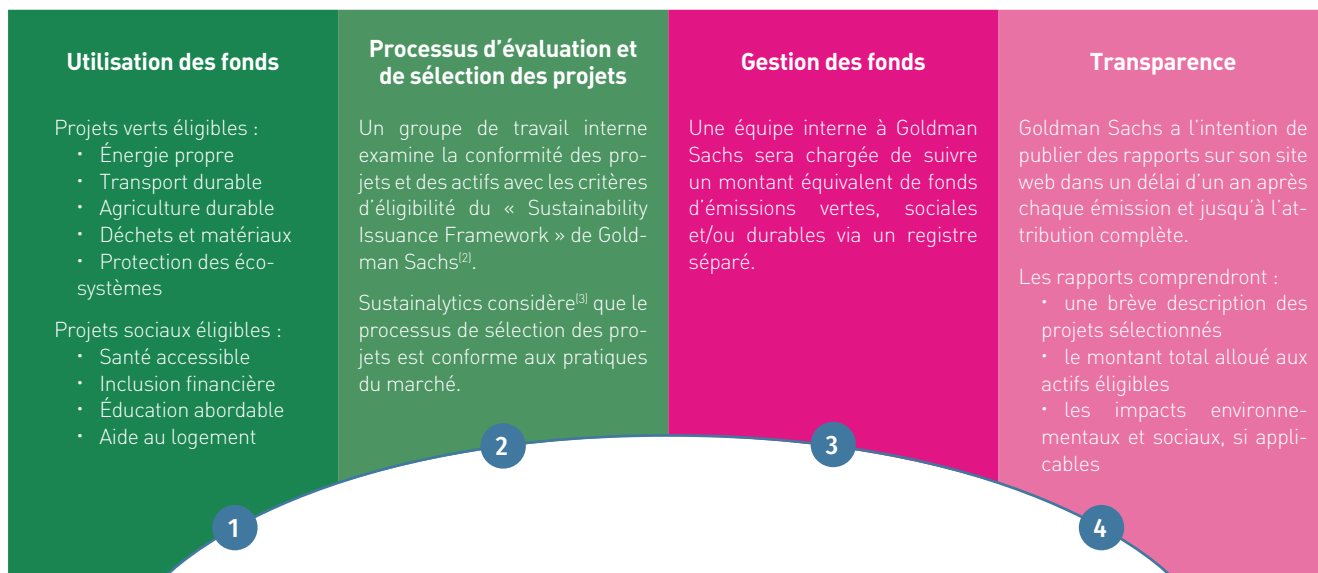 Utilisation des fonds
Projets verts éligibles :
• Énergie propre
• Transport durable
• Agriculture durable
• Déchets et matériaux
• Protection des éco-
systèmes
Projets sociaux éligibles :
• Santé accessible
• Inclusion financière
• Éducation abordable
• Aide au logement
1
Processus d'évaluation et
de sélection des projets
Un groupe de travail interne
examine la conformité des pro-
jets et des actifs avec les critères
d'éligibilité du « Sustainability
Issuance Framework » de Gold-
man Sachs(2).
Sustainalytics considère(3) que le
processus de sélection des pro-
jets est conforme aux pratiques
du marché.
2
Gestion des fonds
Une équipe interne à Goldman
Sachs sera chargée de suivre
un montant équivalent de fonds
d'émissions vertes, sociales
et/ou durables via un registre
séparé.
3
Transparence
Goldman Sachs a l'intention de
publier des rapports sur son site
web dans un délai d'un an après
chaque émission et jusqu'à l'at-
tribution complète.
Les rapports comprendront :
• une brève description des
projets sélectionnés
• le montant total alloué aux
actifs éligibles
• les impacts environne-
mentaux et sociaux, si appli-
cables
4